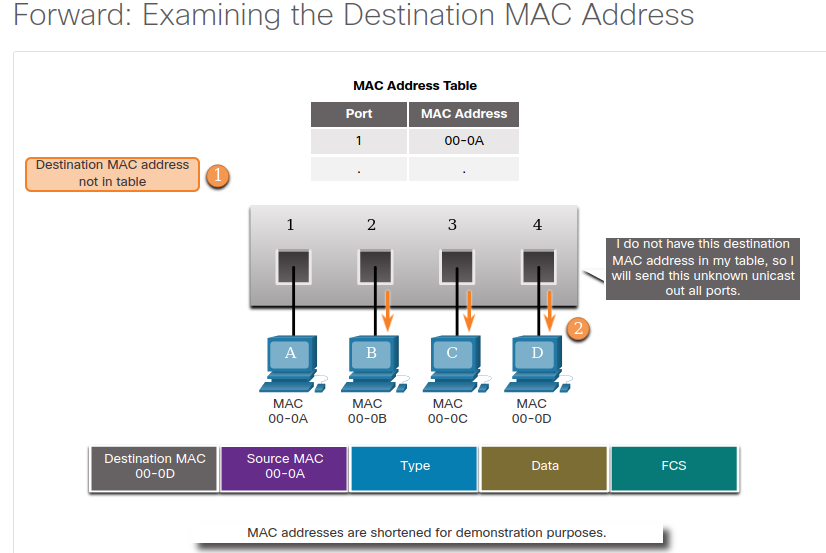 Forward: Examining the Destination MAC Address
MAC Address Table
Port MAC Address
1 00-0A
. .
Destination MAC address
not in table
1
1 2 3 4
I do not have this destination
MAC address in my table, so I
will send this unknown unicast
out all ports.
2
A B C D
MAC MAC MAC MAC
00-0A 00-0B 00-0C 00-0D
Destination MAC
00-0D
Source MAC
00-0A
Type
Data
FCS
MAC addresses are shortened for demonstration purposes.